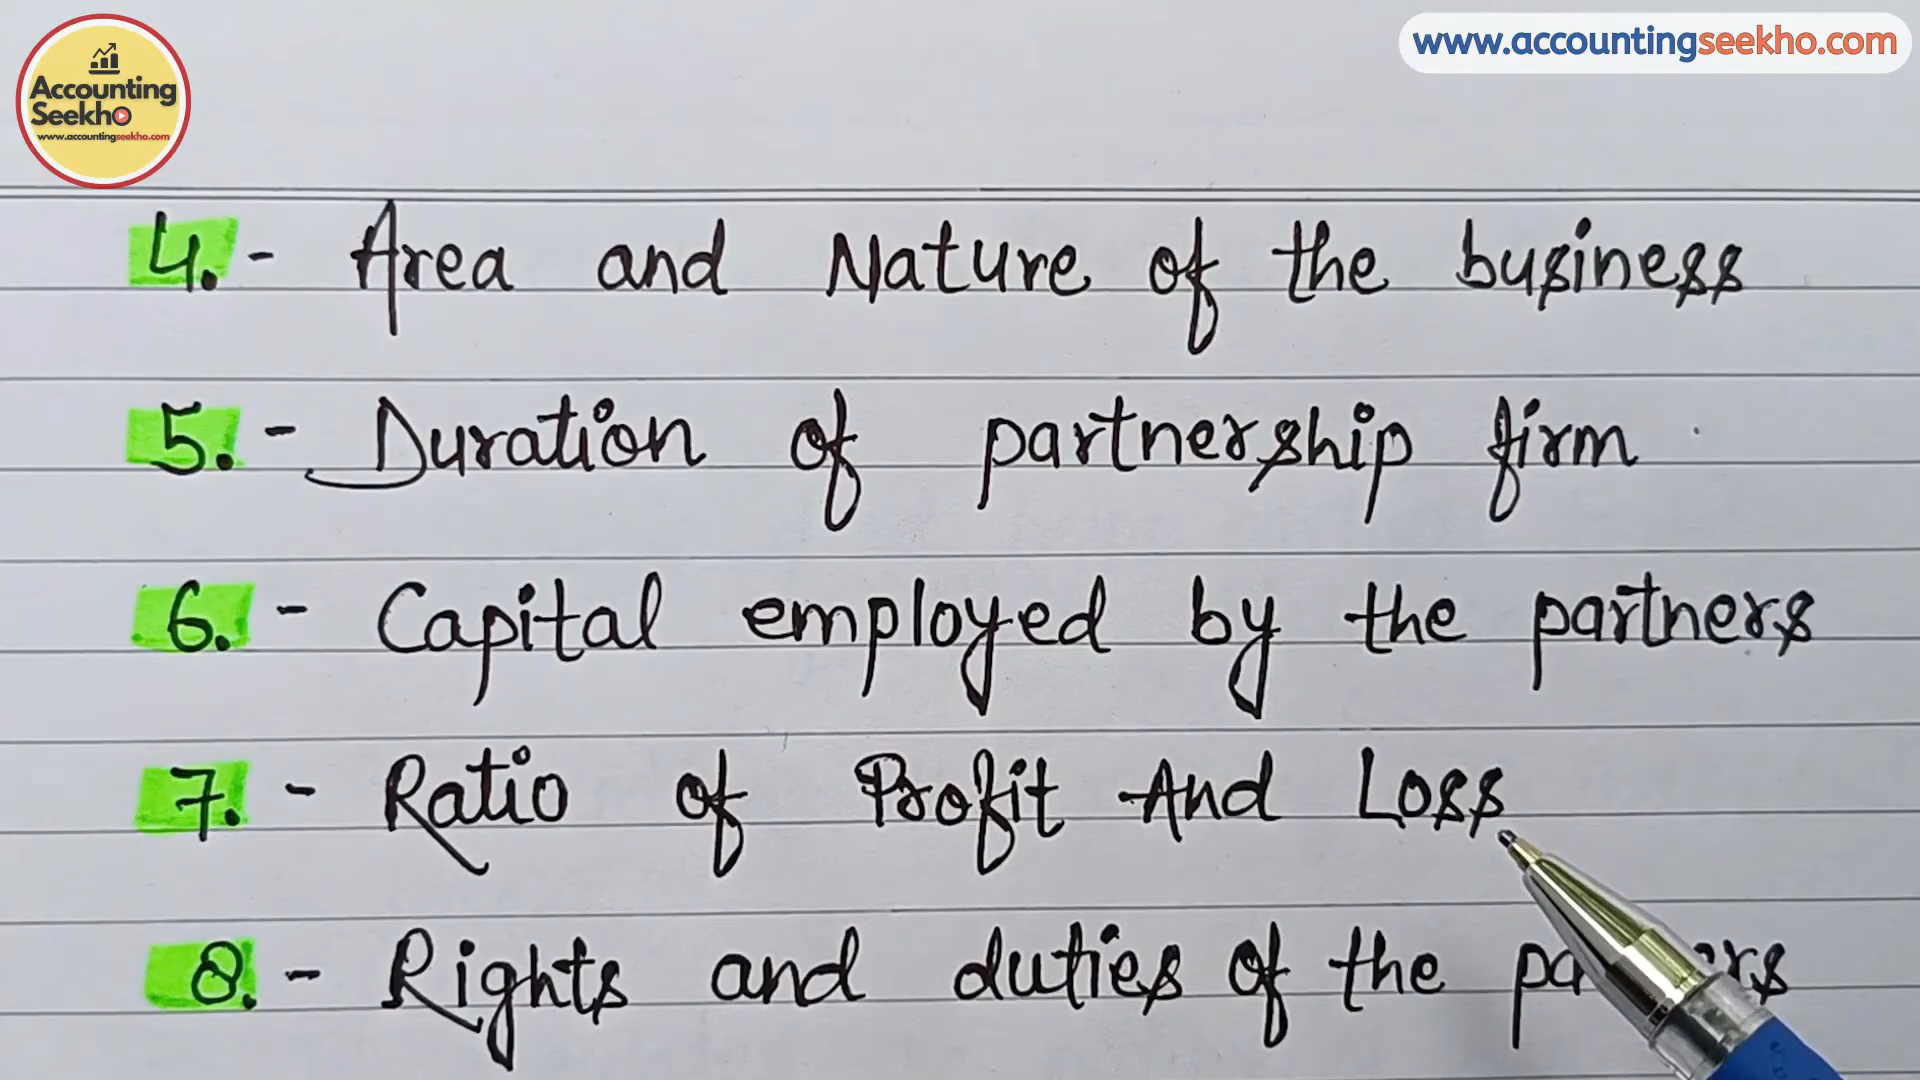 Accounting
Seekho
www.accountingseekho.com
www.accountingseekho.com
4. - Area and Nature of the business
5. - Duration of partnership firm
6. - Capital employed by the partners
7. - Ratio of Profit And Loss
8. - Rights and duties of the